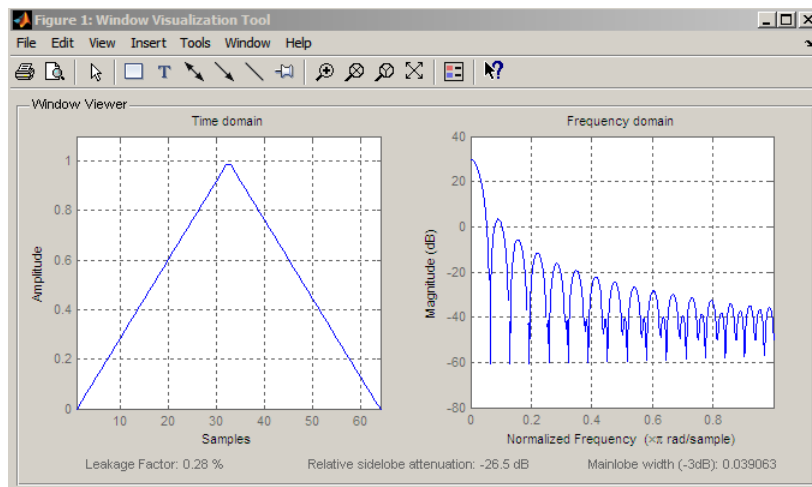 Figure 1: Window Visualization Tool
File Edit View Insert Tools Window Help
T
?
Window Viewer
Time domain
1
0.8
0.6
0.4
0.2
0
10 20 30 40 50 60
Amplitude
Samples
Frequency domain
40
20
0
-20
-40
-60
-80
0 0.2 0.4 0.6 0.8
Magnitude (dB)
Normalized Frequency (×π rad/sample)
Leakage Factor: 0.28 % Relative sidelobe attenuation: -26.5 dB Mainlobe width (-3dB): 0.039063